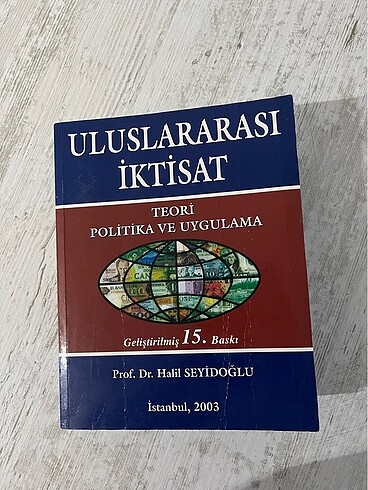 ULUSLARARASI
İKTİSAT
TEORİ
POLİTİKA VE UYGULAMA
Geliştirilmiş 15. Baskı
Prof. Dr. Halil SEYİDOĞLU
İstanbul, 2003